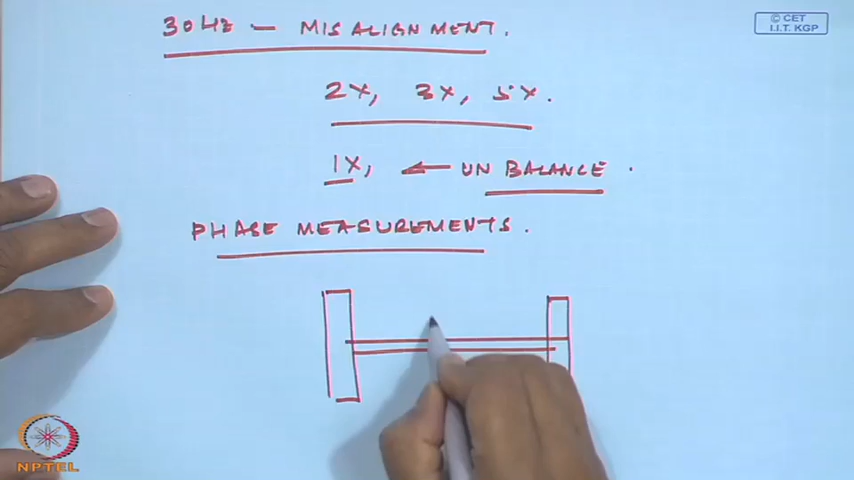 © CET
I.I.T. KGP
30HZ — MISALIGNMENT.
2X, 3X, 5X.
1X, ← UNBALANCE.
PHASE MEASUREMENTS.
NPTEL